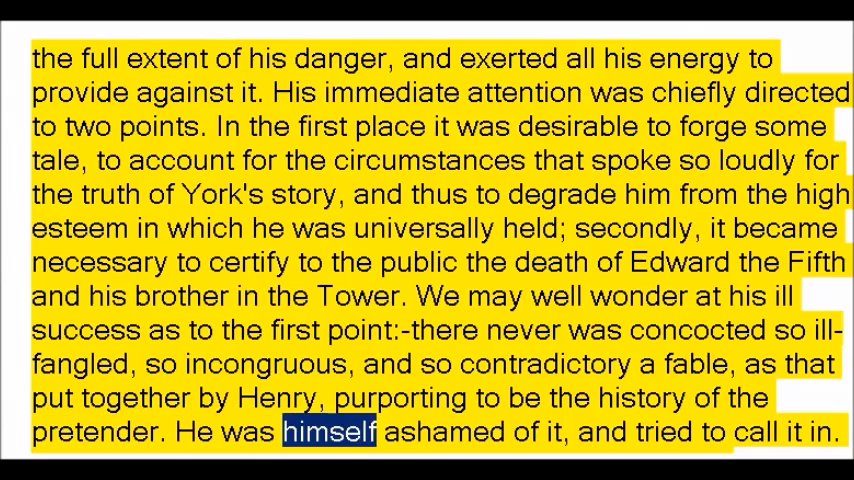 the full extent of his danger, and exerted all his energy to
provide against it. His immediate attention was chiefly directed
to two points. In the first place it was desirable to forge some
tale, to account for the circumstances that spoke so loudly for
the truth of York's story, and thus to degrade him from the high
esteem in which he was universally held; secondly, it became
necessary to certify to the public the death of Edward the Fifth
and his brother in the Tower. We may well wonder at his ill
success as to the first point:-there never was concocted so ill-
fangled, so incongruous, and so contradictory a fable, as that
put together by Henry, purporting to be the history of the
pretender. He was himself ashamed of it, and tried to call it in.